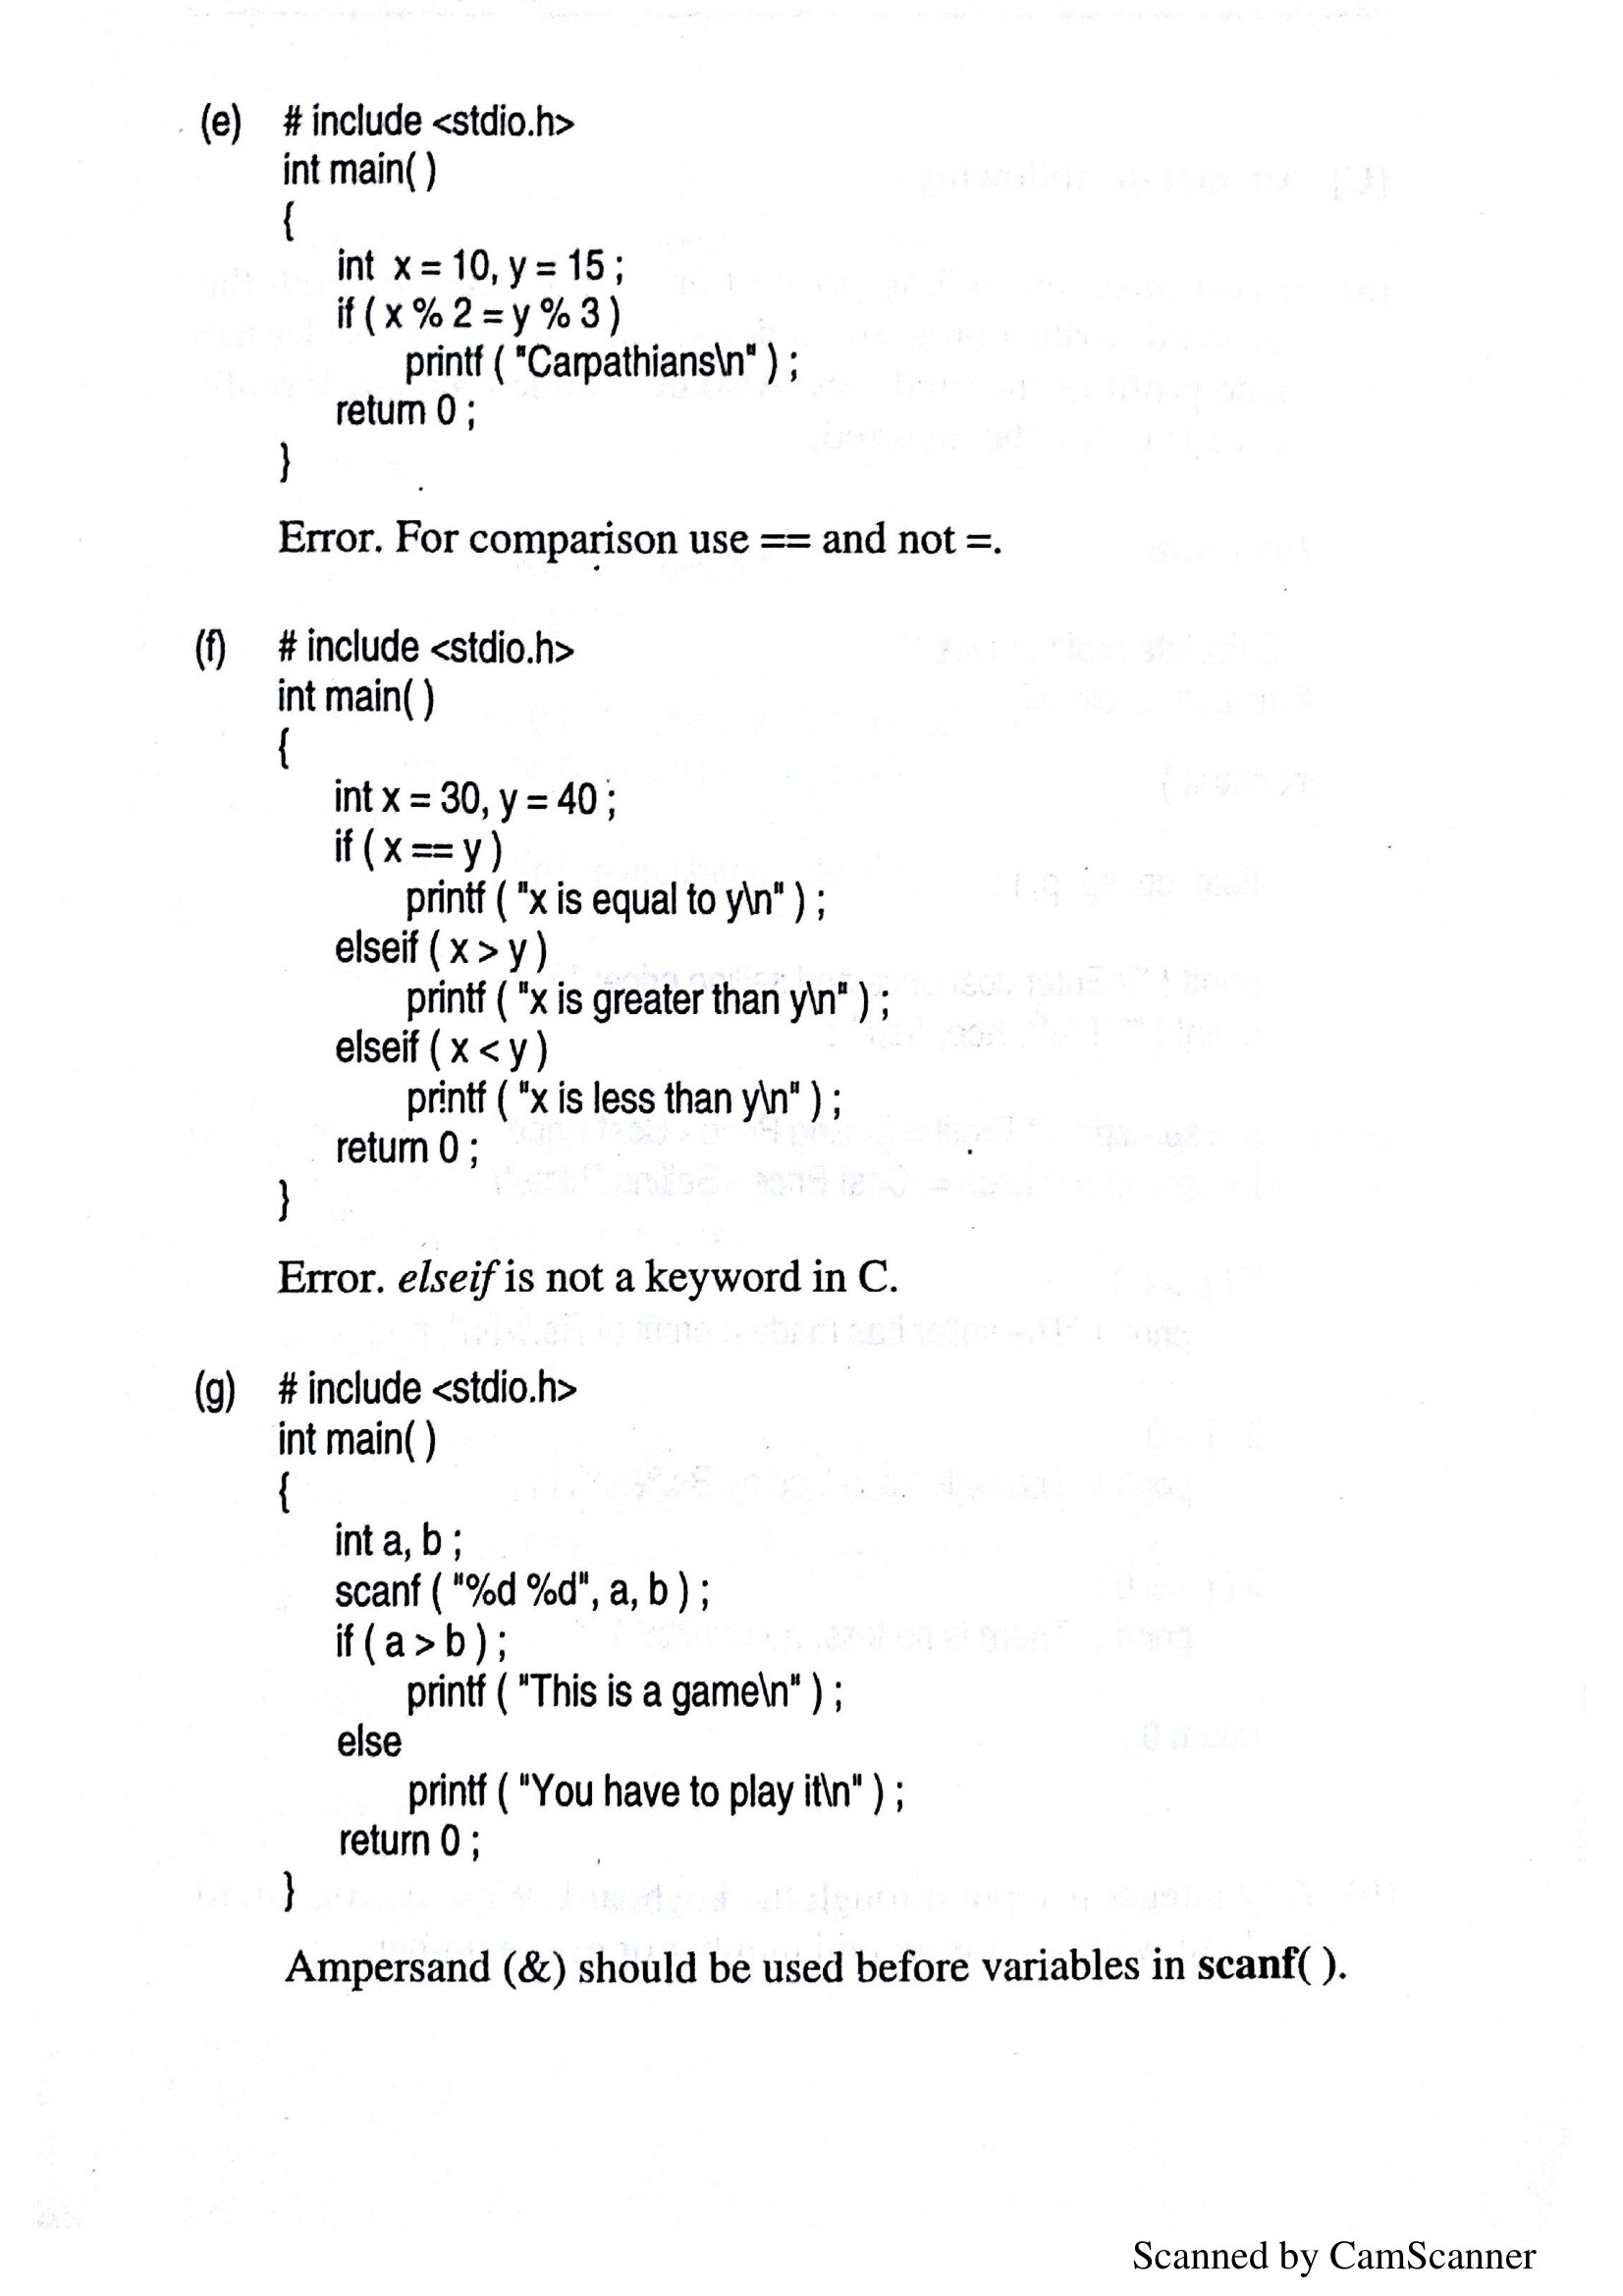 (e) # include <stdio.h>
int main( )
{
int x = 10, y = 15 ;
if ( x % 2 = y % 3 )
printf ( "Carpathians\n" ) ;
return 0 ;
}
Error. For comparison use == and not =.
(f) # include <stdio.h>
int main( )
{
int x = 30, y = 40 ;
if ( x == y )
printf ( "x is equal to y\n" ) ;
elseif ( x > y )
printf ( "x is greater than y\n" ) ;
elseif ( x < y )
printf ( "x is less than y\n" ) ;
return 0 ;
}
Error. elseif is not a keyword in C.
(g) # include <stdio.h>
int main( )
{
int a, b ;
scanf ( "%d %d", a, b ) ;
if ( a > b ) ;
printf ( "This is a game\n" ) ;
else
printf ( "You have to play it\n" ) ;
return 0 ;
}
Ampersand (&) should be used before variables in scanf( ).
Scanned by CamScanner